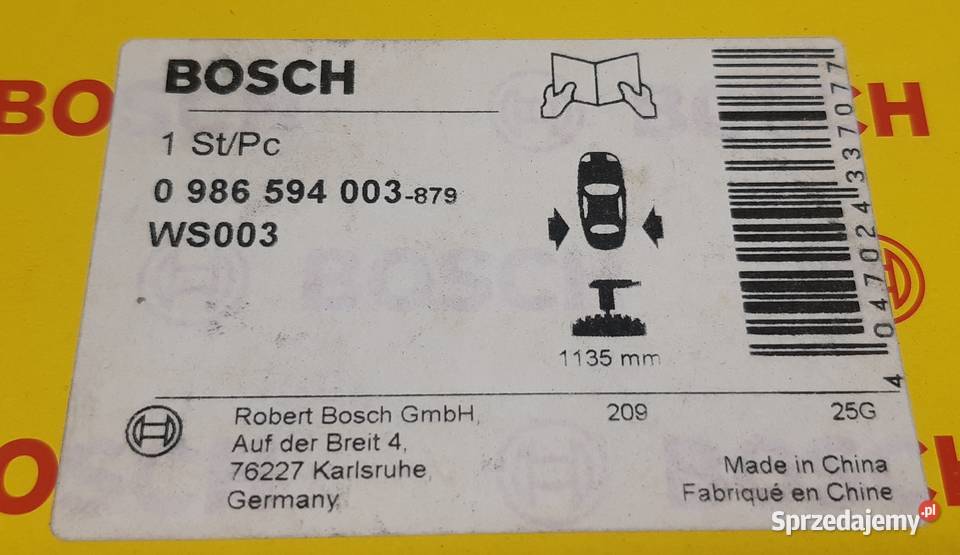 BOSCH
1 St/Pc
0 986 594 003-879
WS003
1135 mm
4 047024 337077
Robert Bosch GmbH,
Auf der Breit 4,
76227 Karlsruhe,
Germany,
209
25G
Made in China
Fabriqué en Chine
Sprzedajemy.pl